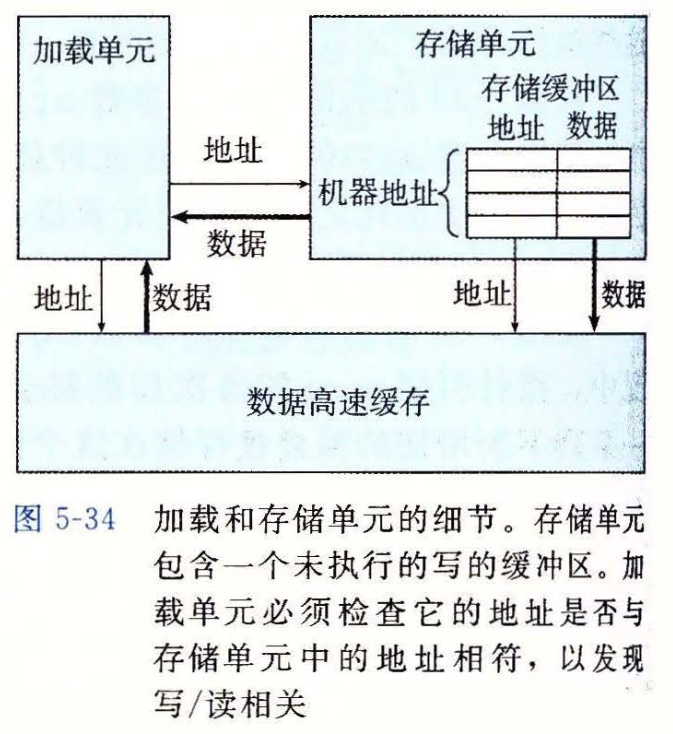 加载单元
存储单元
存储缓冲区
地址 数据
地址
机器地址
数据
地址
数据
地址
数据
数据高速缓存
图 5-34 加载和存储单元的细节。存储单元
包含一个未执行的写的缓冲区。加
载单元必须检查它的地址是否与
存储单元中的地址相符，以发现
写/读相关